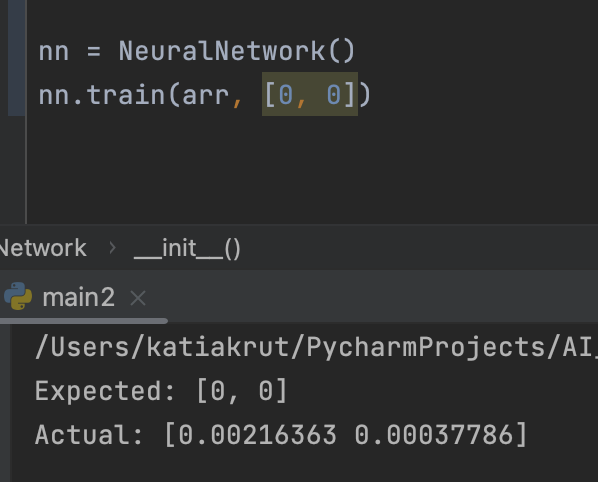 nn = NeuralNetwork()
nn.train(arr, [0, 0])
Network > __init__()
main2 ×
/Users/katiakrut/PycharmProjects/AI_
Expected: [0, 0]
Actual: [0.00216363 0.00037786]